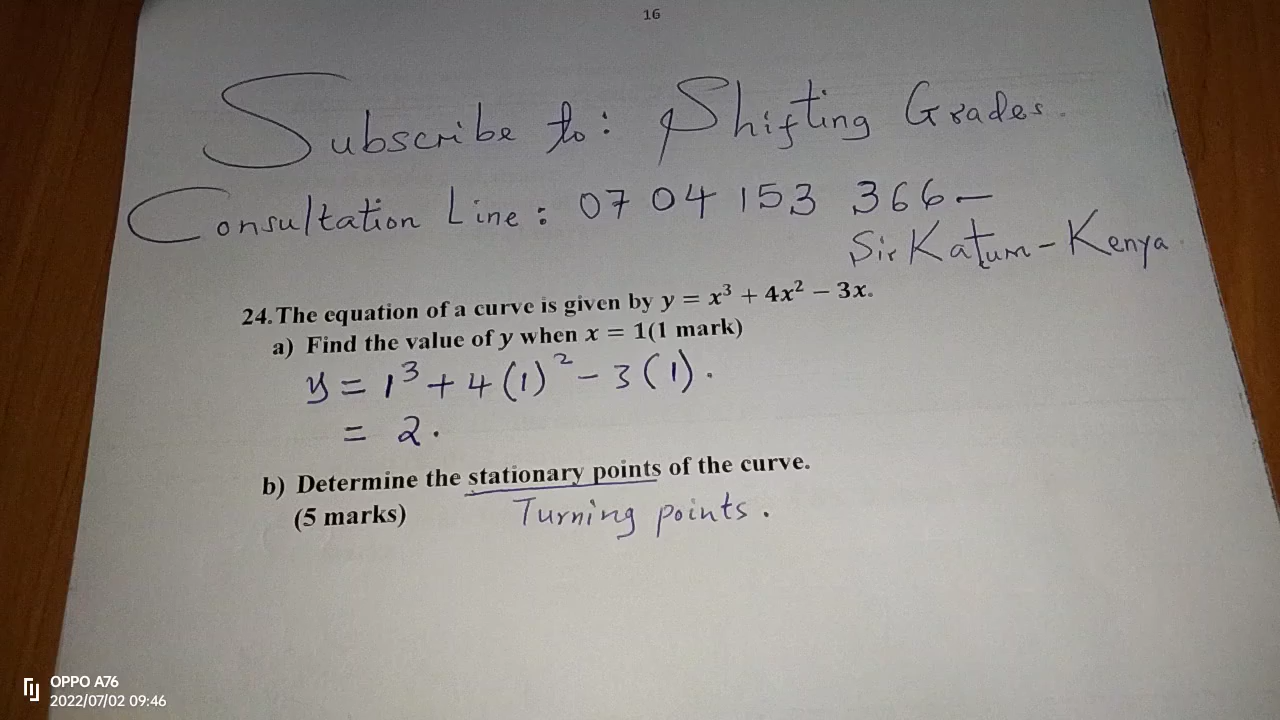 16
Subscribe to: Shifting Grades.
Consultation Line: 07 04 153 366 –
Sir Katum – Kenya
24. The equation of a curve is given by y = x³ + 4x² − 3x.
a) Find the value of y when x = 1(1 mark)
y = 1³ + 4(1)² − 3(1).
= 2.
b) Determine the stationary points of the curve.
(5 marks) Turning points.
OPPO A76
2022/07/02 09:46